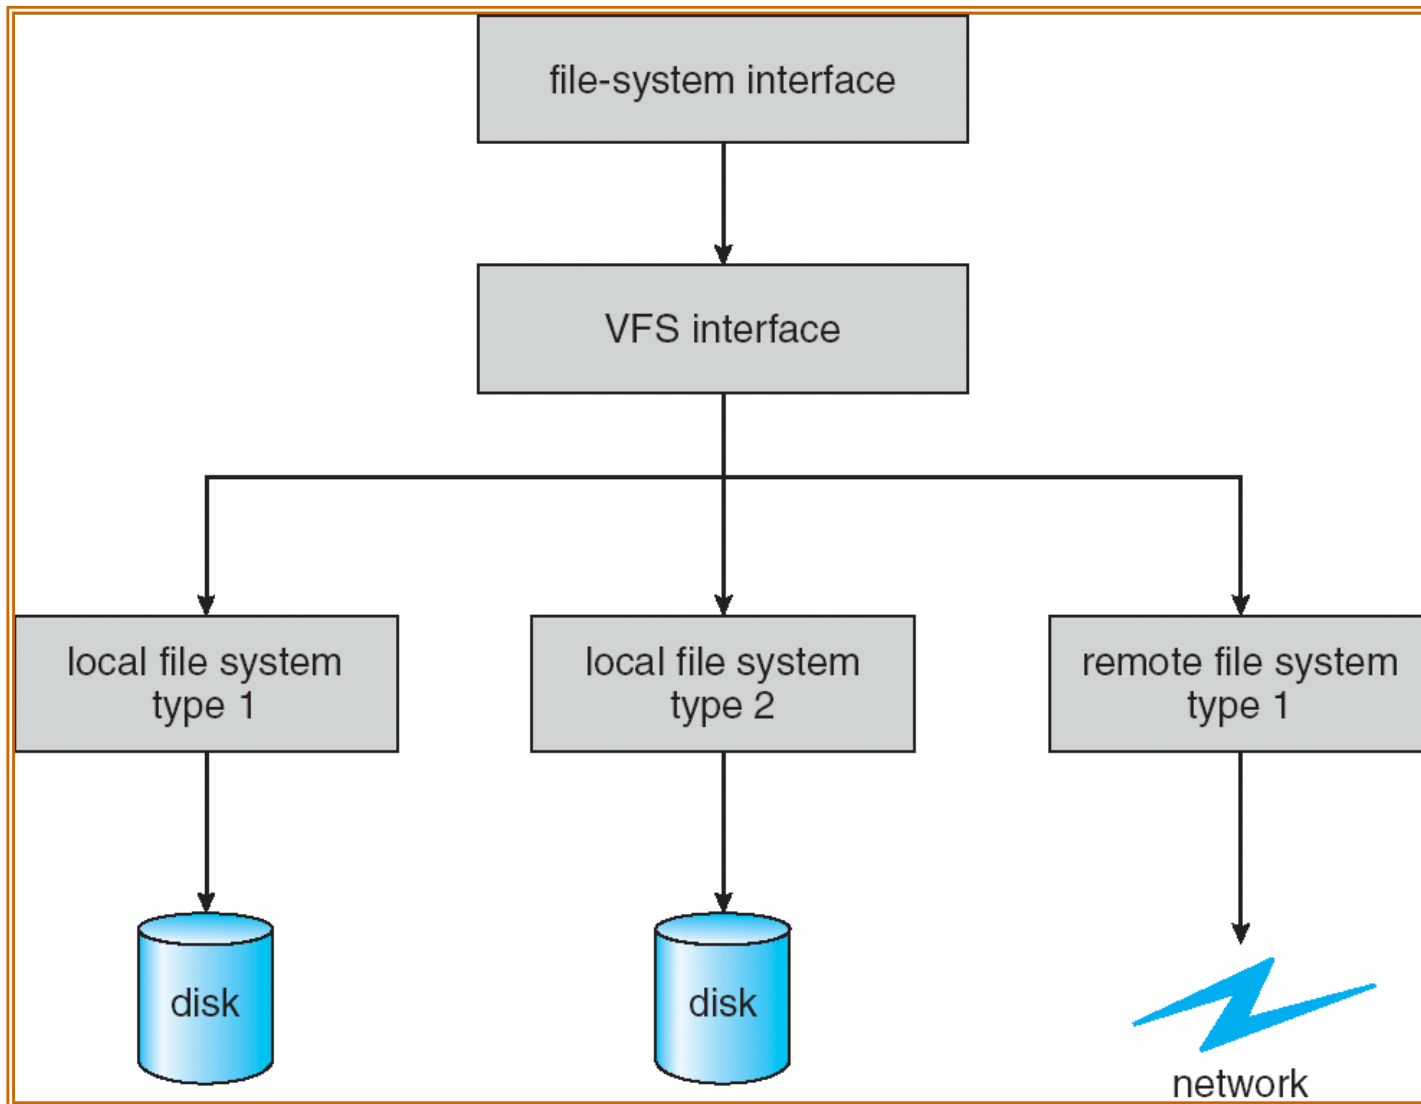 file-system interface
VFS interface
local file system
type 1
local file system
type 2
remote file system
type 1
disk
disk
network